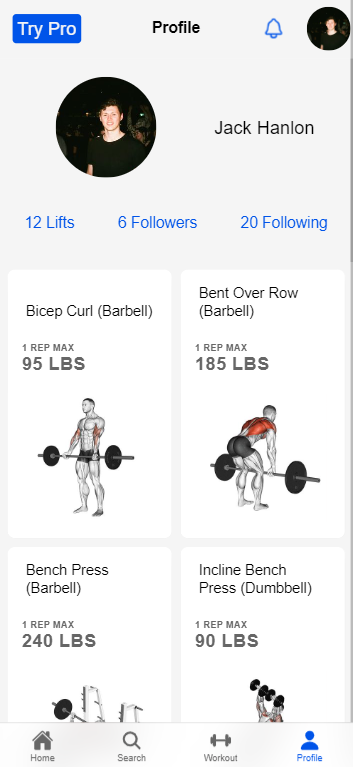 Try Pro
Profile
Jack Hanlon
12 Lifts
6 Followers
20 Following
Bicep Curl (Barbell)
1 REP MAX
95 LBS
Bent Over Row
(Barbell)
1 REP MAX
185 LBS
Bench Press
(Barbell)
1 REP MAX
240 LBS
Incline Bench
Press (Dumbbell)
1 REP MAX
90 LBS
Home
Search
Workout
Profile